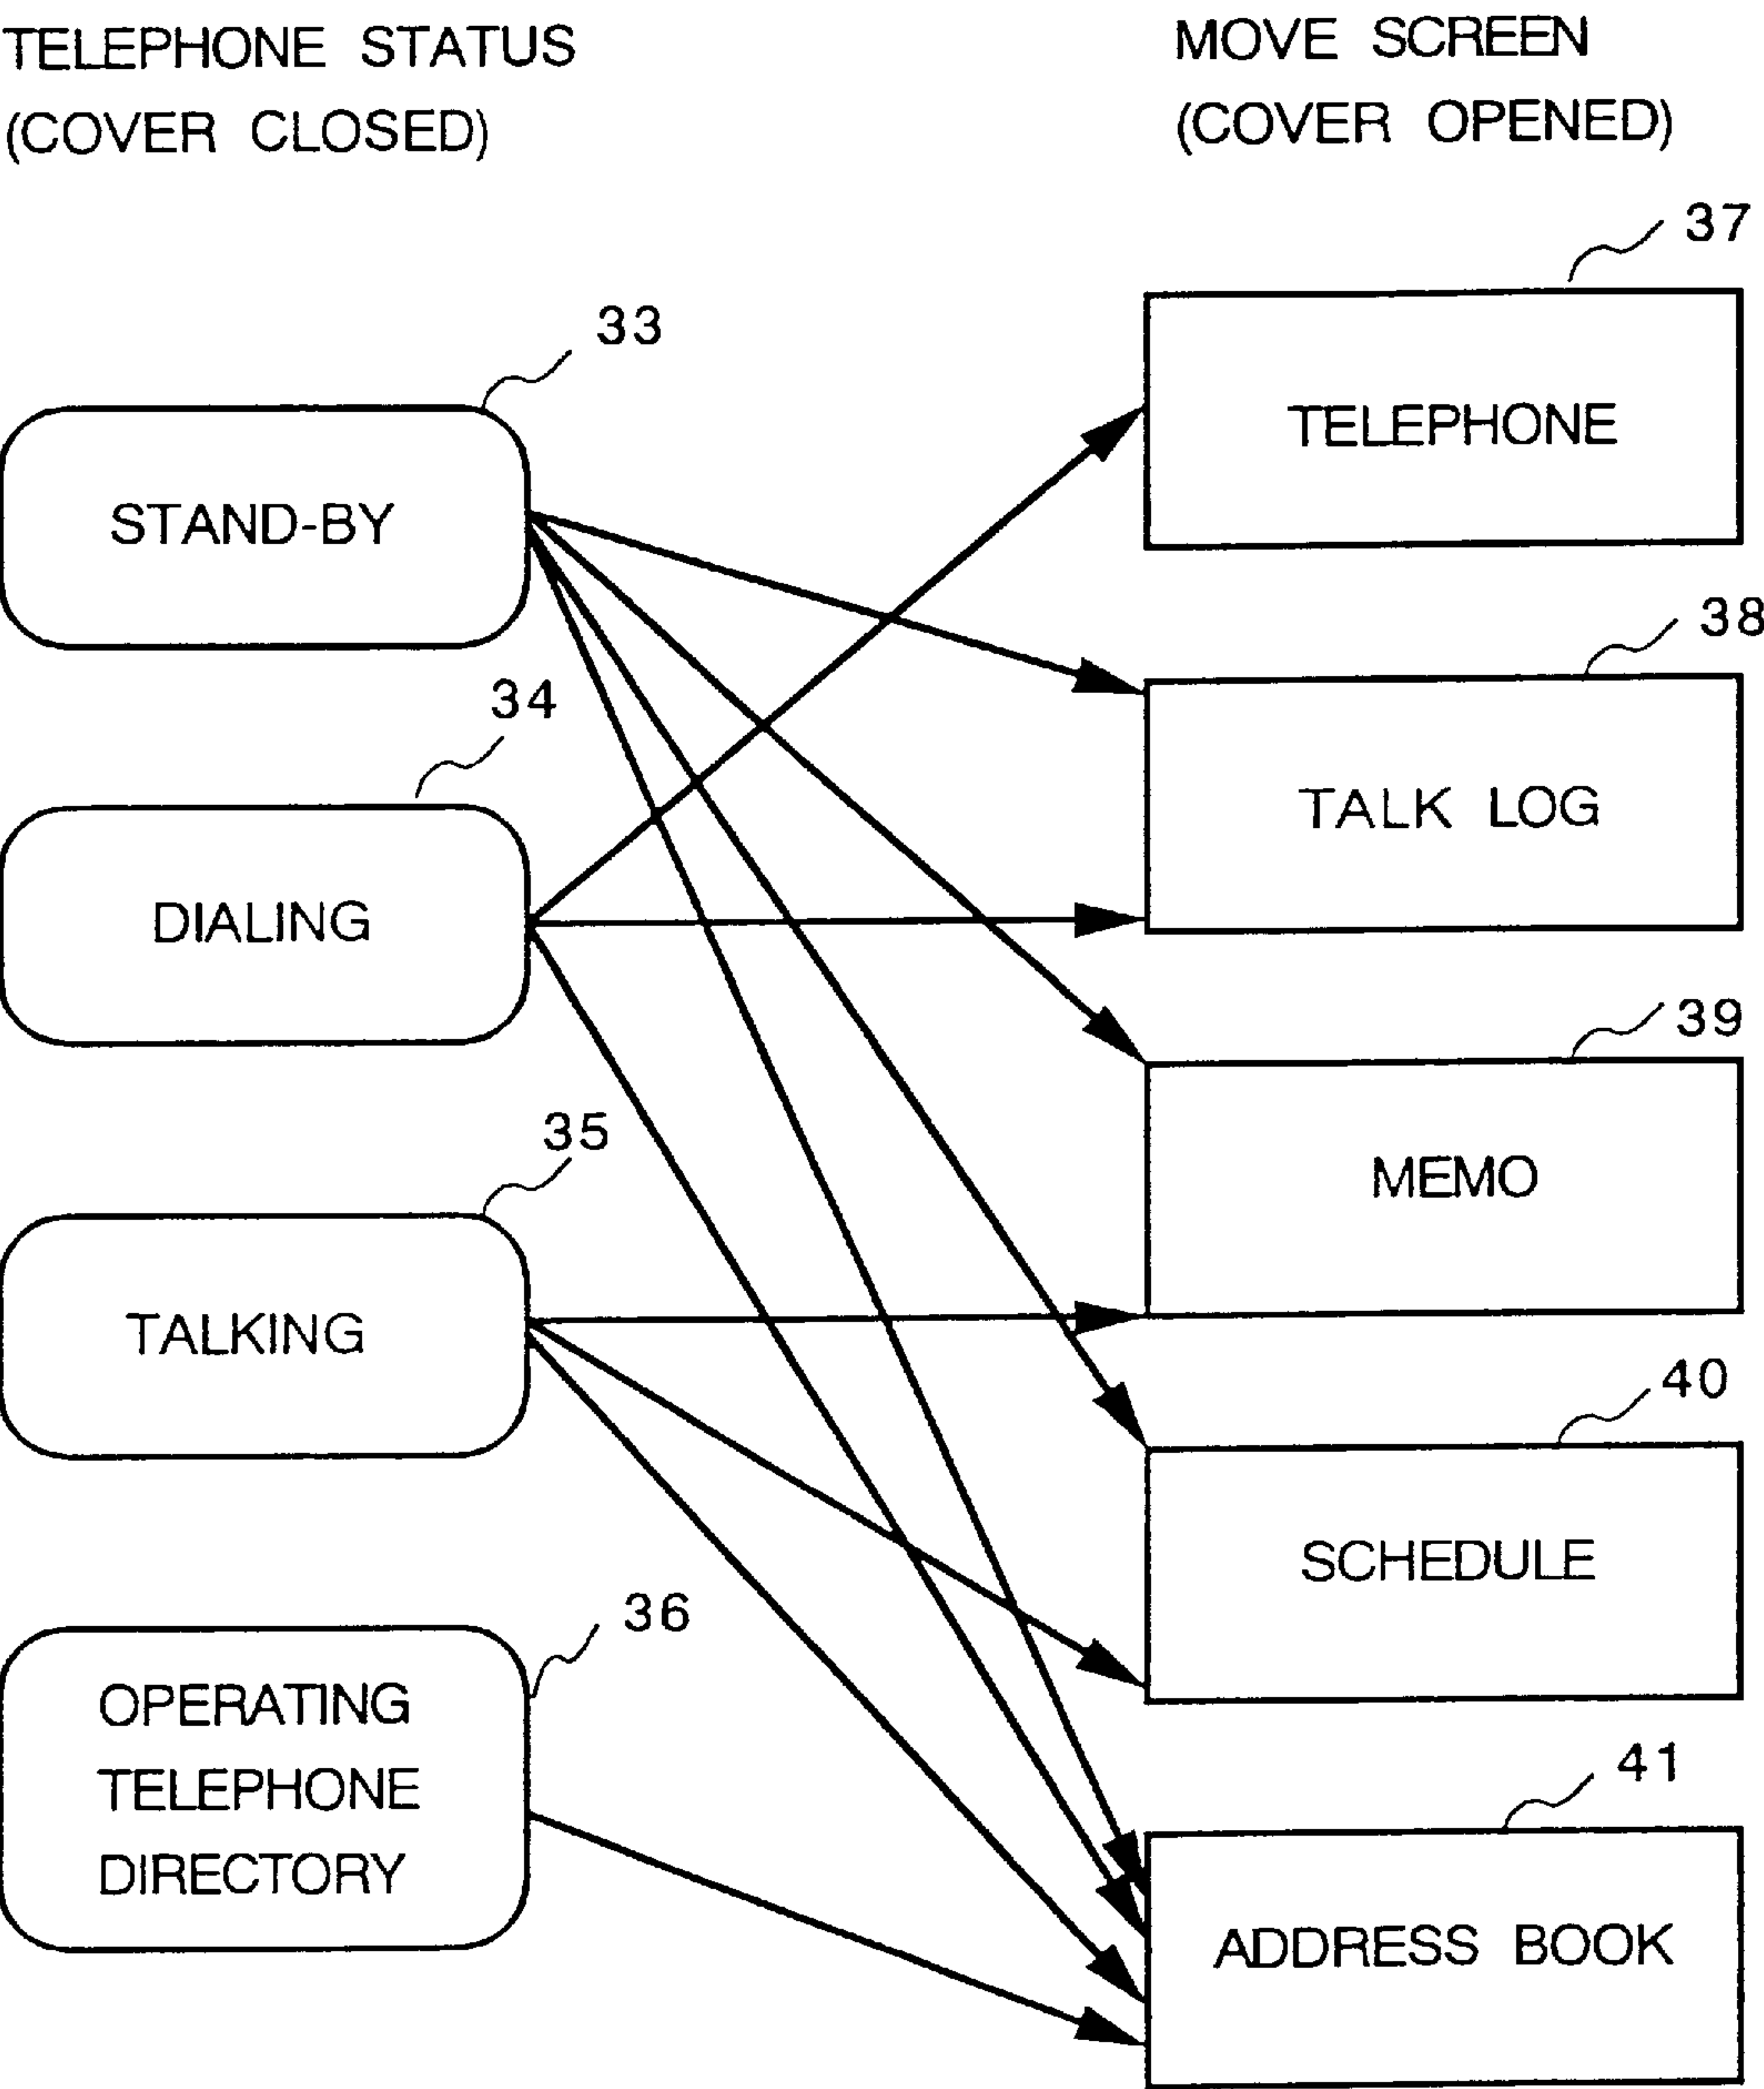 TELEPHONE STATUS
(COVER CLOSED)
MOVE SCREEN
(COVER OPENED)
33
STAND-BY
34
DIALING
35
TALKING
36
OPERATING
TELEPHONE
DIRECTORY
37
TELEPHONE
38
TALK LOG
39
MEMO
40
SCHEDULE
41
ADDRESS BOOK